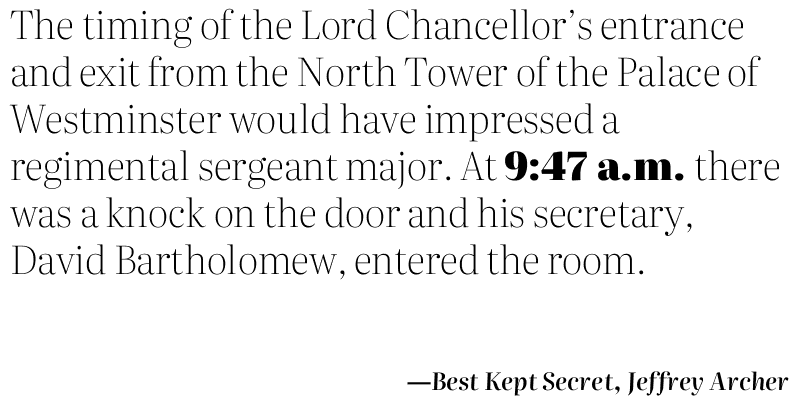 The timing of the Lord Chancellor’s entrance
and exit from the North Tower of the Palace of
Westminster would have impressed a
regimental sergeant major. At 9:47 a.m. there
was a knock on the door and his secretary,
David Bartholomew, entered the room.
—Best Kept Secret, Jeffrey Archer